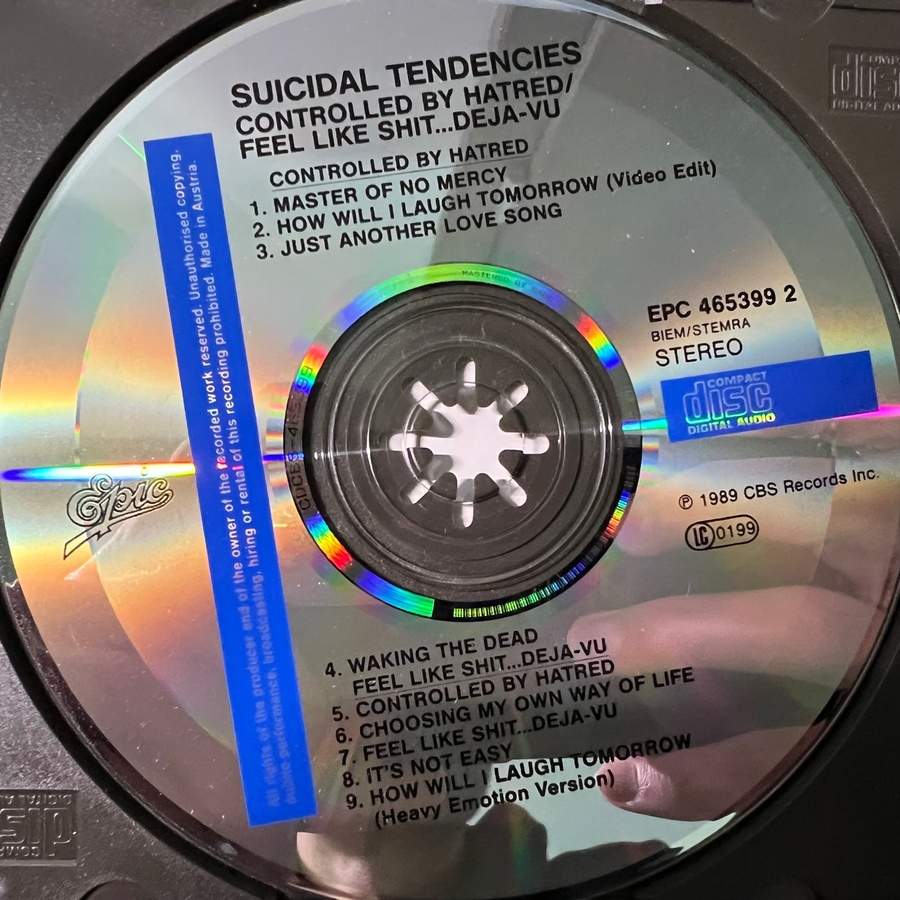 SUICIDAL TENDENCIES
CONTROLLED BY HATRED/
FEEL LIKE SHIT...DEJA-VU
CONTROLLED BY HATRED
1. MASTER OF NO MERCY
2. HOW WILL I LAUGH TOMORROW (Video Edit)
3. JUST ANOTHER LOVE SONG
EPC 465399 2
BIEM/STEMRA
STEREO
COMPACT
disc
DIGITAL AUDIO
℗ 1989 CBS Records Inc.
LC 0199
Epic
All rights of the producer end of the owner of the recorded work reserved. Unauthorised copying,
public performance, broadcasting, hiring or rental of this recording prohibited. Made in Austria.
MASTERED BY
4. WAKING THE DEAD
FEEL LIKE SHIT...DEJA-VU
5. CONTROLLED BY HATRED
6. CHOOSING MY OWN WAY OF LIFE
7. FEEL LIKE SHIT...DEJA-VU
8. IT'S NOT EASY
9. HOW WILL I LAUGH TOMORROW
(Heavy Emotion Version)